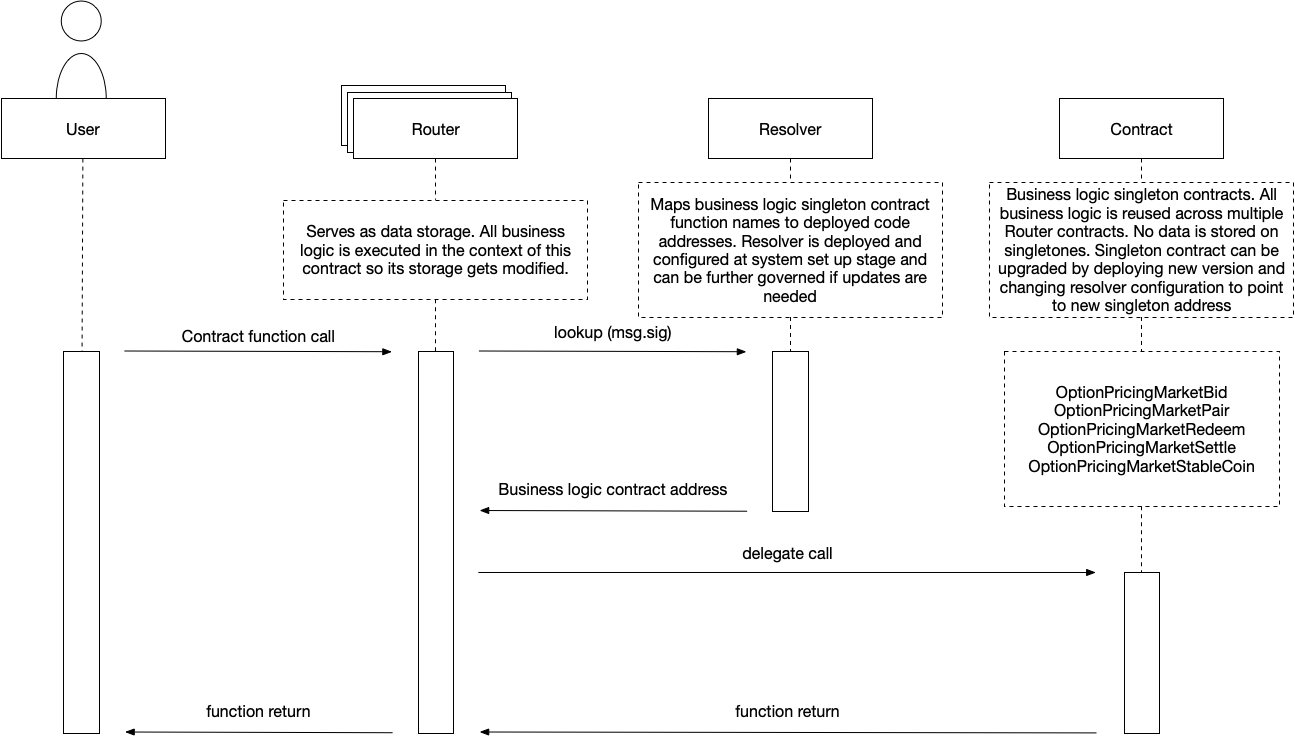 User
Router
Resolver
Contract
Serves as data storage. All business
logic is executed in the context of this
contract so its storage gets modified.
Maps business logic singleton contract
function names to deployed code
addresses. Resolver is deployed and
configured at system set up stage and
can be further governed if updates are
needed
Business logic singleton contracts. All
business logic is reused across multiple
Router contracts. No data is stored on
singletones. Singleton contract can be
upgraded by deploying new version and
changing resolver configuration to point
to new singleton address
Contract function call
lookup (msg.sig)
OptionPricingMarketBid
OptionPricingMarketPair
OptionPricingMarketRedeem
OptionPricingMarketSettle
OptionPricingMarketStableCoin
Business logic contract address
delegate call
function return
function return